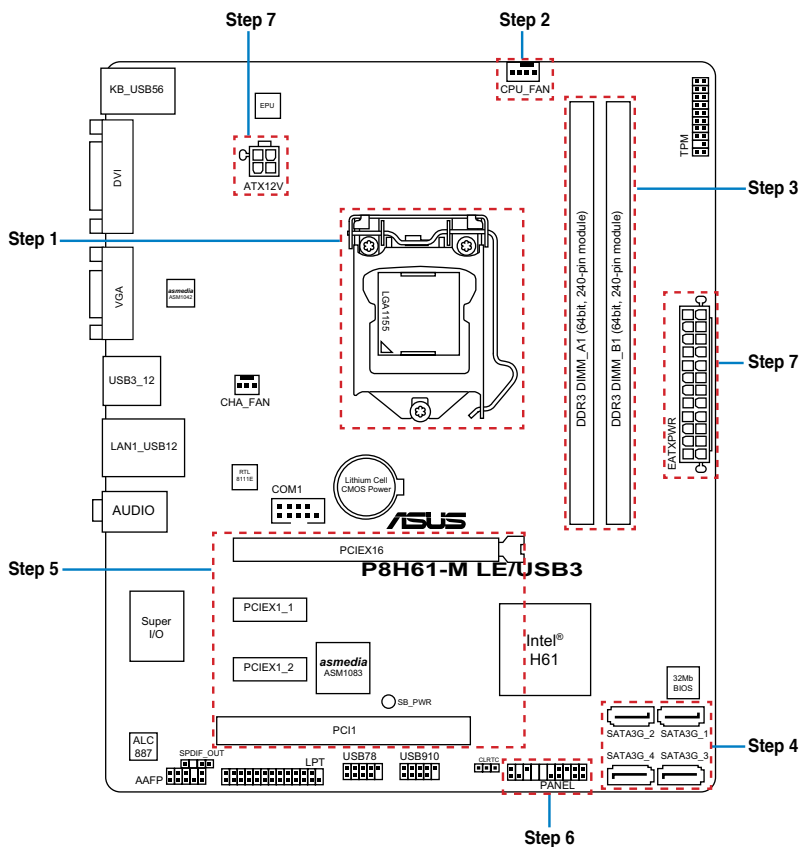 Step 7
Step 2
KB_USB56
EPU
CPU_FAN
TPM
DVI
ATX12V
Step 3
Step 1
DDR3 DIMM_A1 (64bit, 240-pin module)
DDR3 DIMM_B1 (64bit, 240-pin module)
VGA
asmedia
ASM1042
LGA1155
USB3_12
CHA_FAN
Step 7
EATXPWR
LAN1_USB12
RTL
8111E
COM1
Lithium Cell
CMOS Power
AUDIO
ASUS
PCIEX16
Step 5
P8H61-M LE/USB3
PCIEX1_1
Super
I/O
Intel®
H61
PCIEX1_2
asmedia
ASM1083
32Mb
BIOS
SB_PWR
PCI1
SATA3G_2
SATA3G_1
ALC
887
Step 4
SPDIF_OUT
LPT
USB78
USB910
CLRTC
SATA3G_4
SATA3G_3
AAFP
PANEL
Step 6